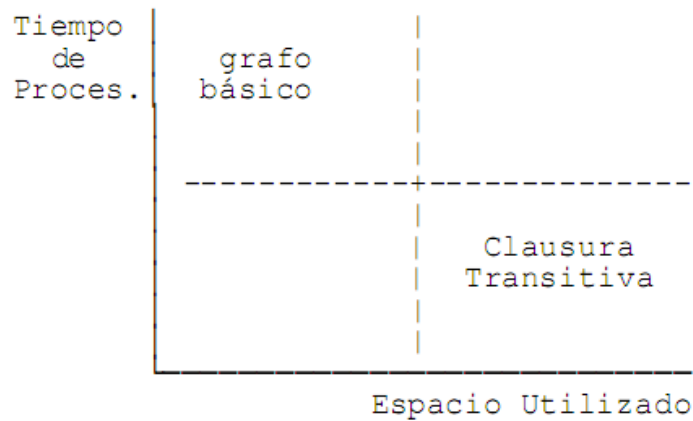 Tiempo
de
Proces.
grafo
básico
Clausura
Transitiva
Espacio Utilizado